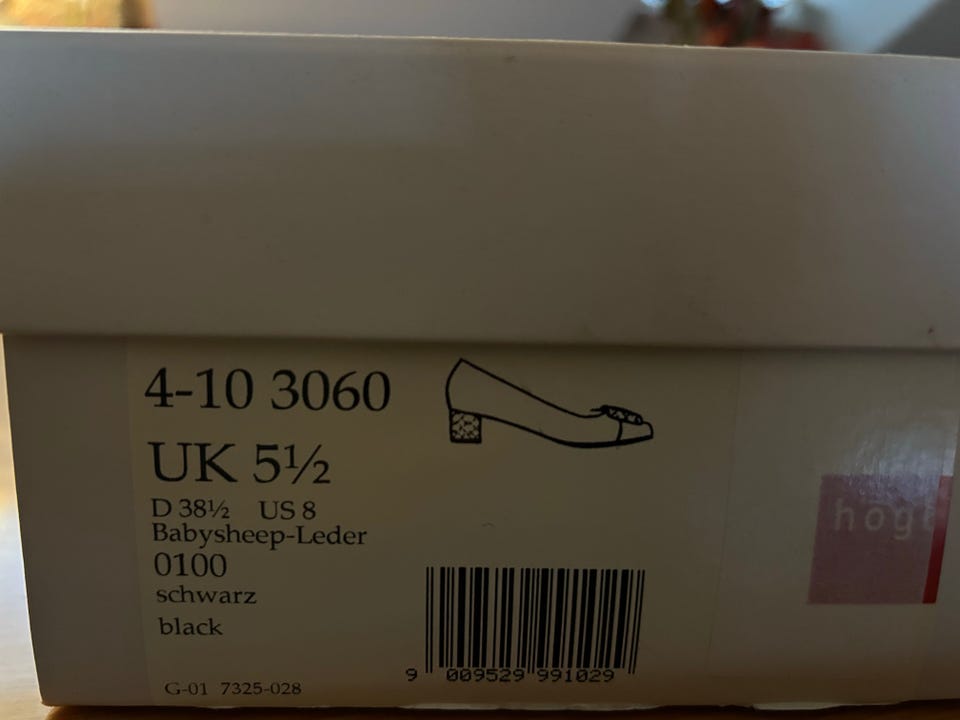 4-10 3060
UK 5½
D 38½ US 8
Babysheep-Leder
0100
schwarz
black
G-01 7325-028
9 009529 991029
högl